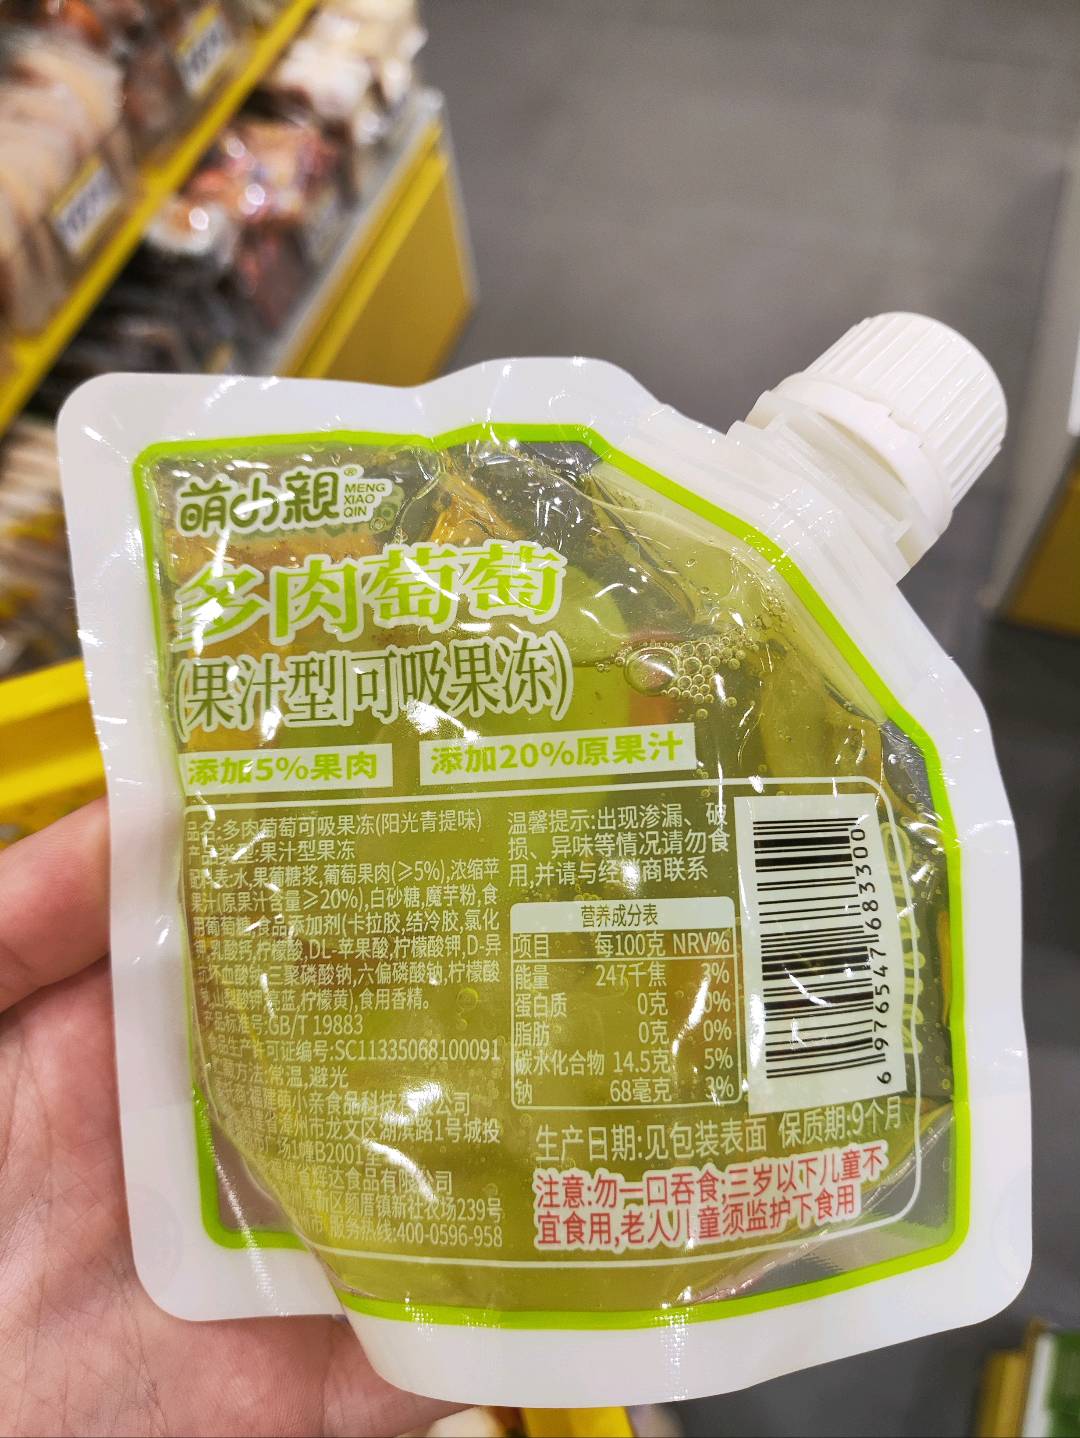 萌小亲®
MENG
XIAO
QIN
多肉葡萄
(果汁型|可吸果冻)
添加5%果肉
添加20%原果汁
品名:多肉葡萄可吸果冻(阳光青提味)
产品类型:果汁型果冻
配料表:水,果葡糖浆,葡萄果肉(≥5%),浓缩苹
果汁(原果汁含量≥20%),白砂糖,魔芋粉,食
用葡萄糖,食品添加剂(卡拉胶,结冷胶,氯化
钾,乳酸钙,柠檬酸,DL-苹果酸,柠檬酸钾,D-异
抗坏血酸钠,三聚磷酸钠,六偏磷酸钠,柠檬酸
山梨酸钾,靛蓝,柠檬黄),食用香精。
产品标准号:GB/T 19883
食品生产许可证编号:SC11335068100091
贮藏方法:常温,避光
福建萌小亲食品科技有限公司
漳州市龙文区湖滨路1号城投
广场1幢B2001
辉达食品有限公司
区颜厝镇新社农场239号
服务热线:400-0596-958
温馨提示:出现渗漏、破
损、异味等情况请勿食
用,并请与经销商联系
营养成分表
项目 每100克 NRV%
能量 247千焦 3%
蛋白质 0克 0%
脂肪 0克 0%
碳水化合物 14.5克 5%
钠 68毫克 3%
6 976547 683300
生产日期:见包装表面 保质期:9个月
注意:勿一口吞食;三岁以下儿童不
宜食用,老人儿童须监护下食用